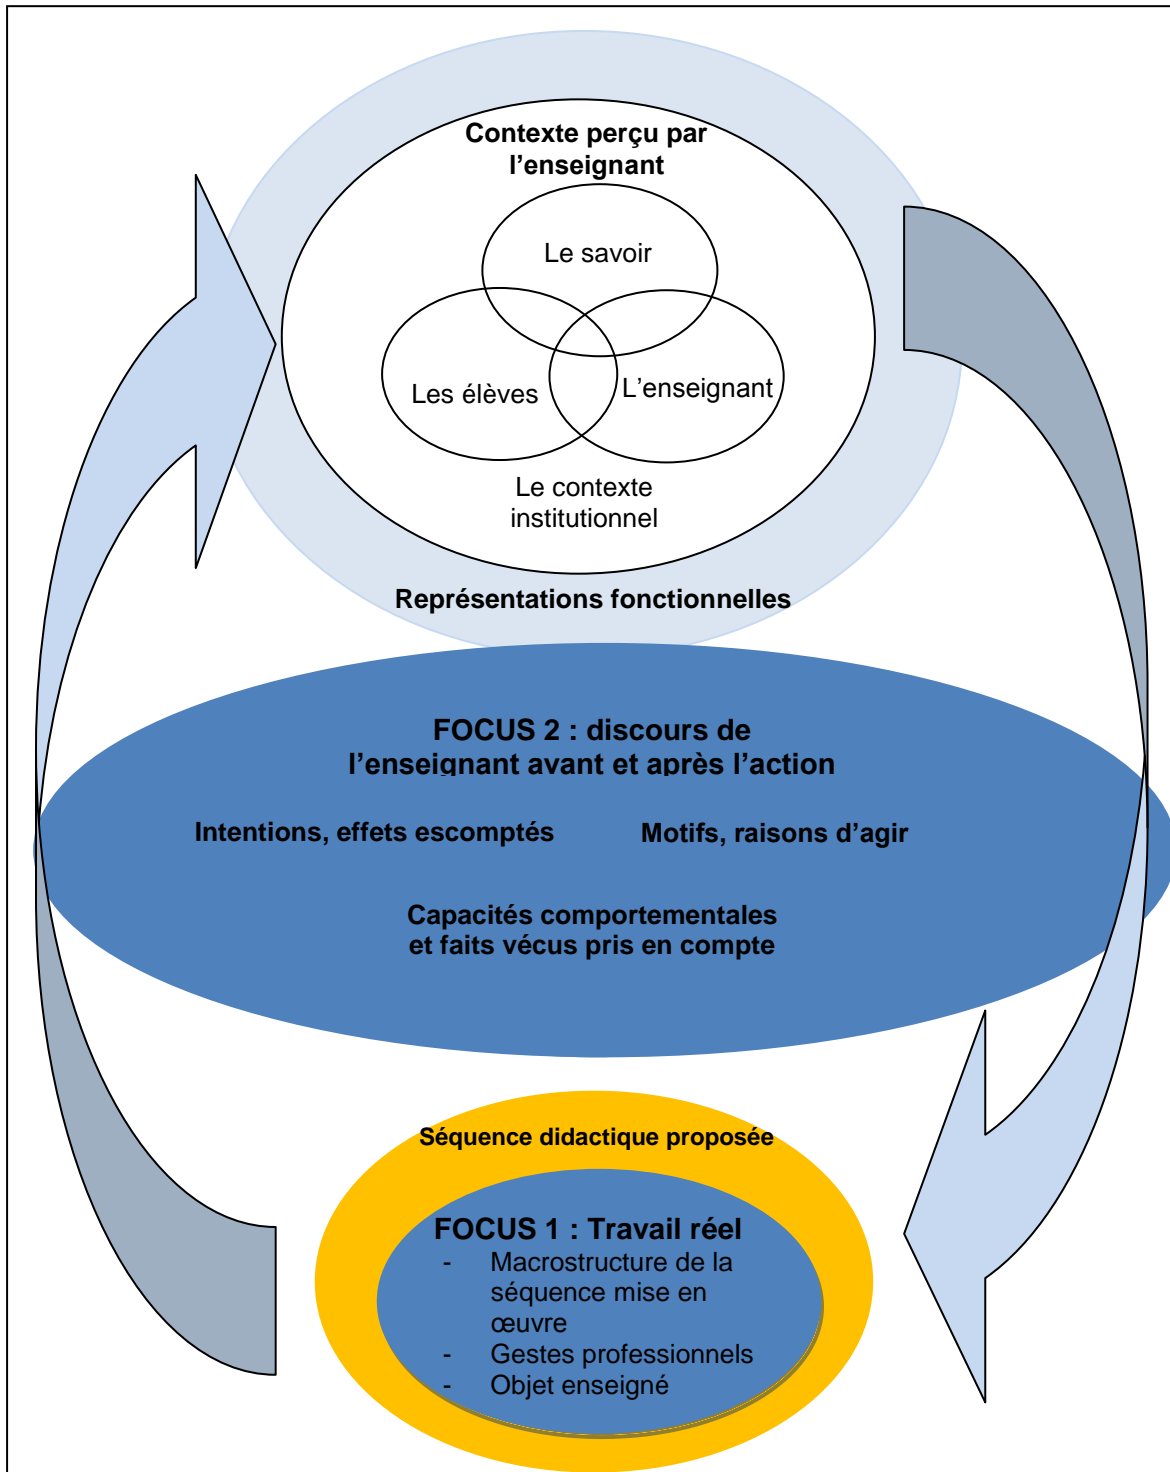 Contexte perçu par
l’enseignant
Le savoir
Les élèves
L’enseignant
Le contexte
institutionnel
Représentations fonctionnelles
FOCUS 2 : discours de
l’enseignant avant et après l’action
Intentions, effets escomptés
Motifs, raisons d’agir
Capacités comportementales
et faits vécus pris en compte
Séquence didactique proposée
FOCUS 1 : Travail réel
- Macrostructure de la
séquence mise en
œuvre
- Gestes professionnels
- Objet enseigné